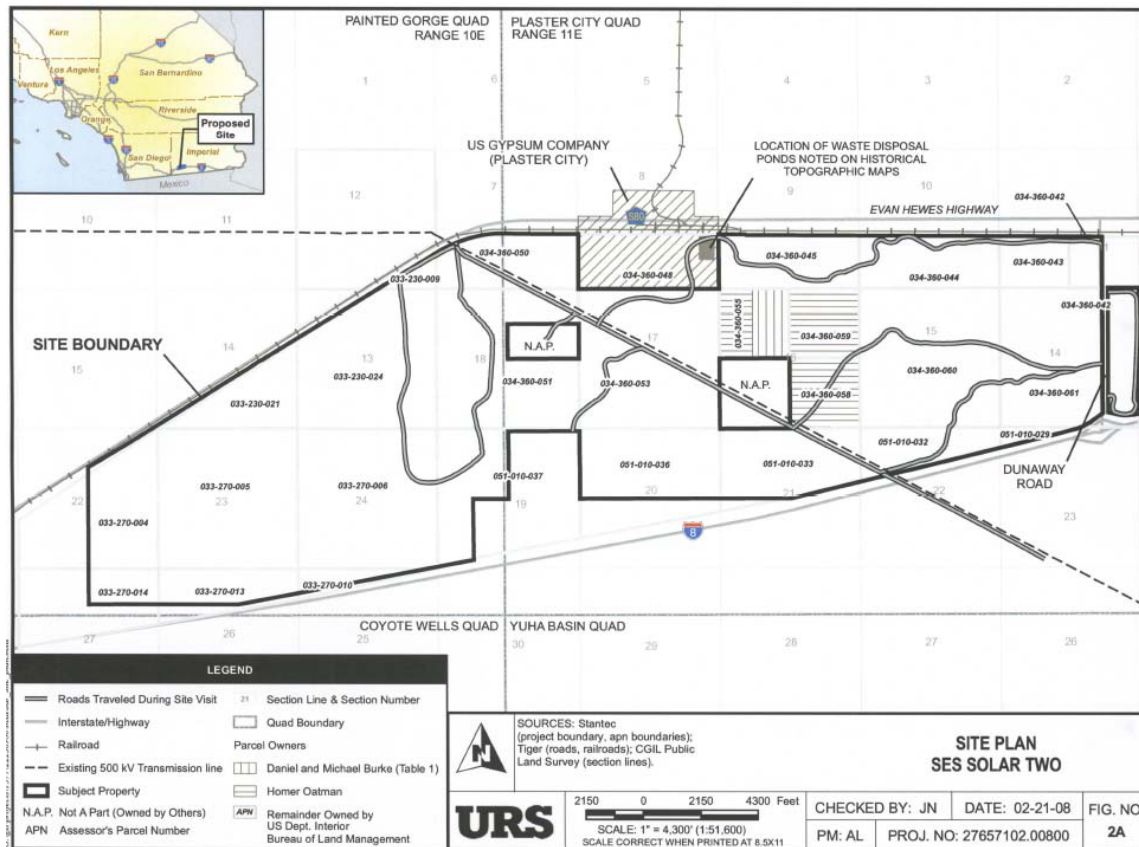 PAINTED GORGE QUAD
RANGE 10E
PLASTER CITY QUAD
RANGE 11E
Kern
Los Angeles
Ventura
San Bernardino
Orange
Riverside
Proposed
Site
San Diego
Imperial
Mexico
1
6
5
4
3
2
US GYPSUM COMPANY
(PLASTER CITY)
LOCATION OF WASTE DISPOSAL
PONDS NOTED ON HISTORICAL
TOPOGRAPHIC MAPS
12
7
8
9
10
10
11
S80
EVAN HEWES HIGHWAY
034-360-042
034-360-050
033-230-009
034-360-048
034-360-045
034-360-044
034-360-043
034-360-042
SITE BOUNDARY
15
14
13
18
17
15
14
N.A.P.
034-360-055
034-360-059
033-230-024
034-360-051
034-360-053
N.A.P.
034-360-060
034-360-058
034-360-061
033-230-021
051-010-032
051-010-029
DUNAWAY
ROAD
033-270-005
033-270-006
051-010-037
051-010-036
051-010-033
22
23
24
19
20
21
22
23
033-270-004
8
033-270-014
033-270-013
033-270-010
COYOTE WELLS QUAD
YUHA BASIN QUAD
27
26
25
30
29
28
27
26
LEGEND
Roads Traveled During Site Visit
Interstate/Highway
Railroad
Existing 500 kV Transmission line
Subject Property
N.A.P. Not A Part (Owned by Others)
APN Assessor's Parcel Number
21 Section Line & Section Number
Quad Boundary
Parcel Owners
Daniel and Michael Burke (Table 1)
Homer Oatman
APN Remainder Owned by
US Dept. Interior
Bureau of Land Management
N
SOURCES: Stantec
(project boundary, apn boundaries);
Tiger (roads, railroads); CGIL Public
Land Survey (section lines).
SITE PLAN
SES SOLAR TWO
URS
2150 0 2150 4300 Feet
SCALE: 1" = 4,300' (1:51,600)
SCALE CORRECT WHEN PRINTED AT 8.5X11
CHECKED BY: JN
DATE: 02-21-08
FIG. NO
2A
PM: AL
PROJ. NO: 27657102.00800